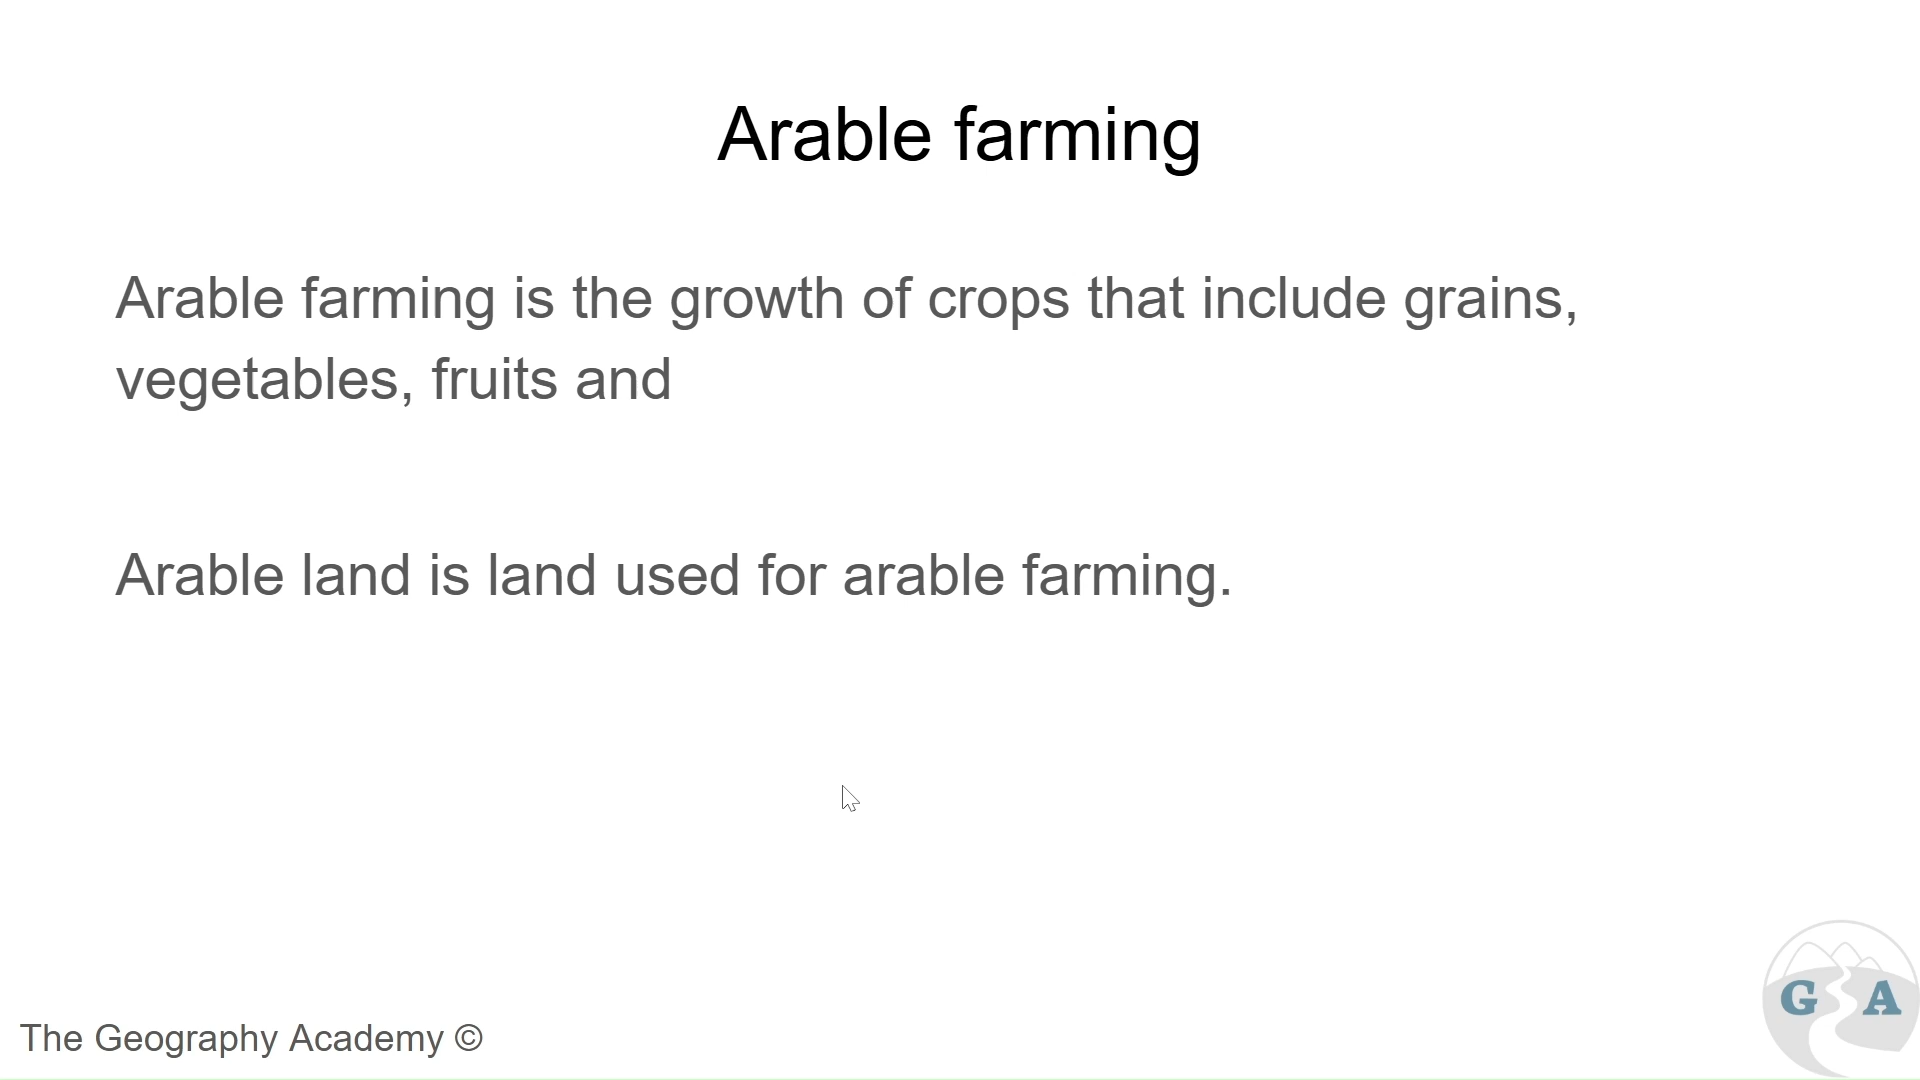 Arable farming
Arable farming is the growth of crops that include grains,
vegetables, fruits and
Arable land is land used for arable farming.
The Geography Academy ©
G A